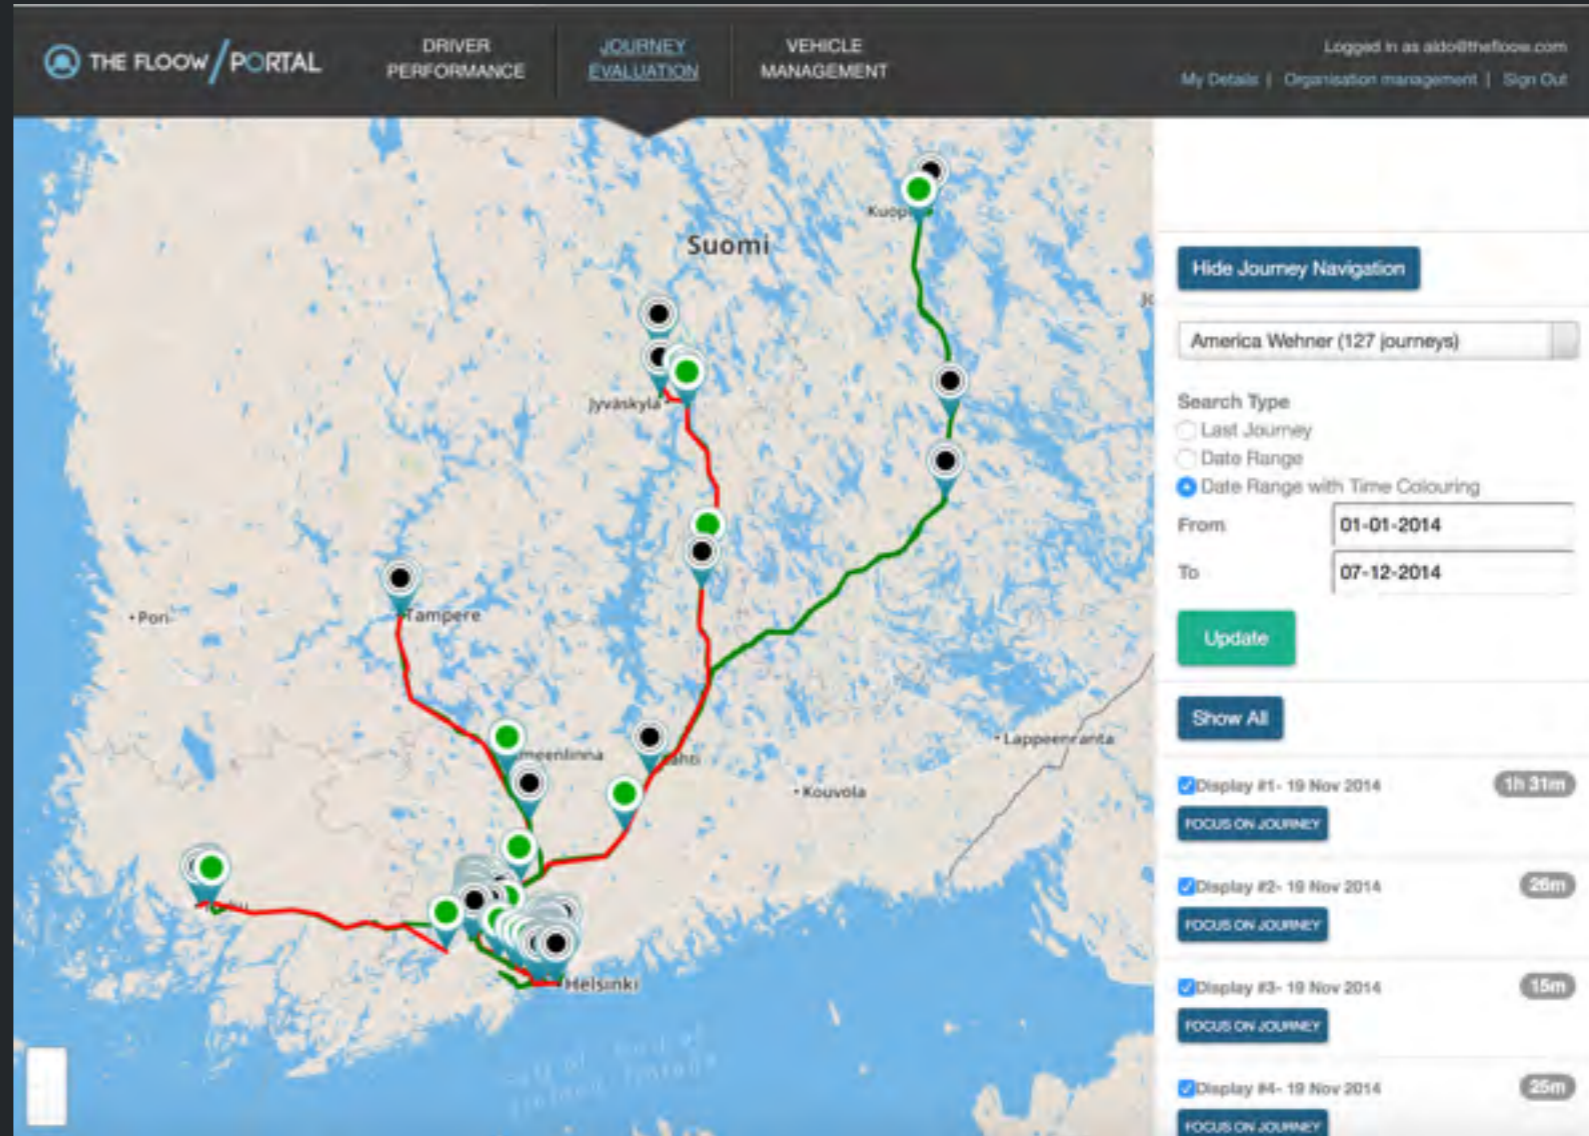 THE FLOOW/PORTAL
DRIVER
PERFORMANCE
JOURNEY
EVALUATION
VEHICLE
MANAGEMENT
Logged in as aldo@thefloow.com
My Details | Organisation management | Sign Out
Suomi
Jyväskylä
Tampere
Pori
Lappeenranta
Kouvola
Helsinki
Hide Journey Navigation
America Wehner (127 journeys)
Search Type
Last Journey
Date Range
Date Range with Time Colouring
From 01-01-2014
To 07-12-2014
Update
Show All
Display #1- 19 Nov 2014 1h 31m
FOCUS ON JOURNEY
Display #2- 19 Nov 2014 26m
FOCUS ON JOURNEY
Display #3- 19 Nov 2014 15m
FOCUS ON JOURNEY
Display #4- 19 Nov 2014 25m
FOCUS ON JOURNEY